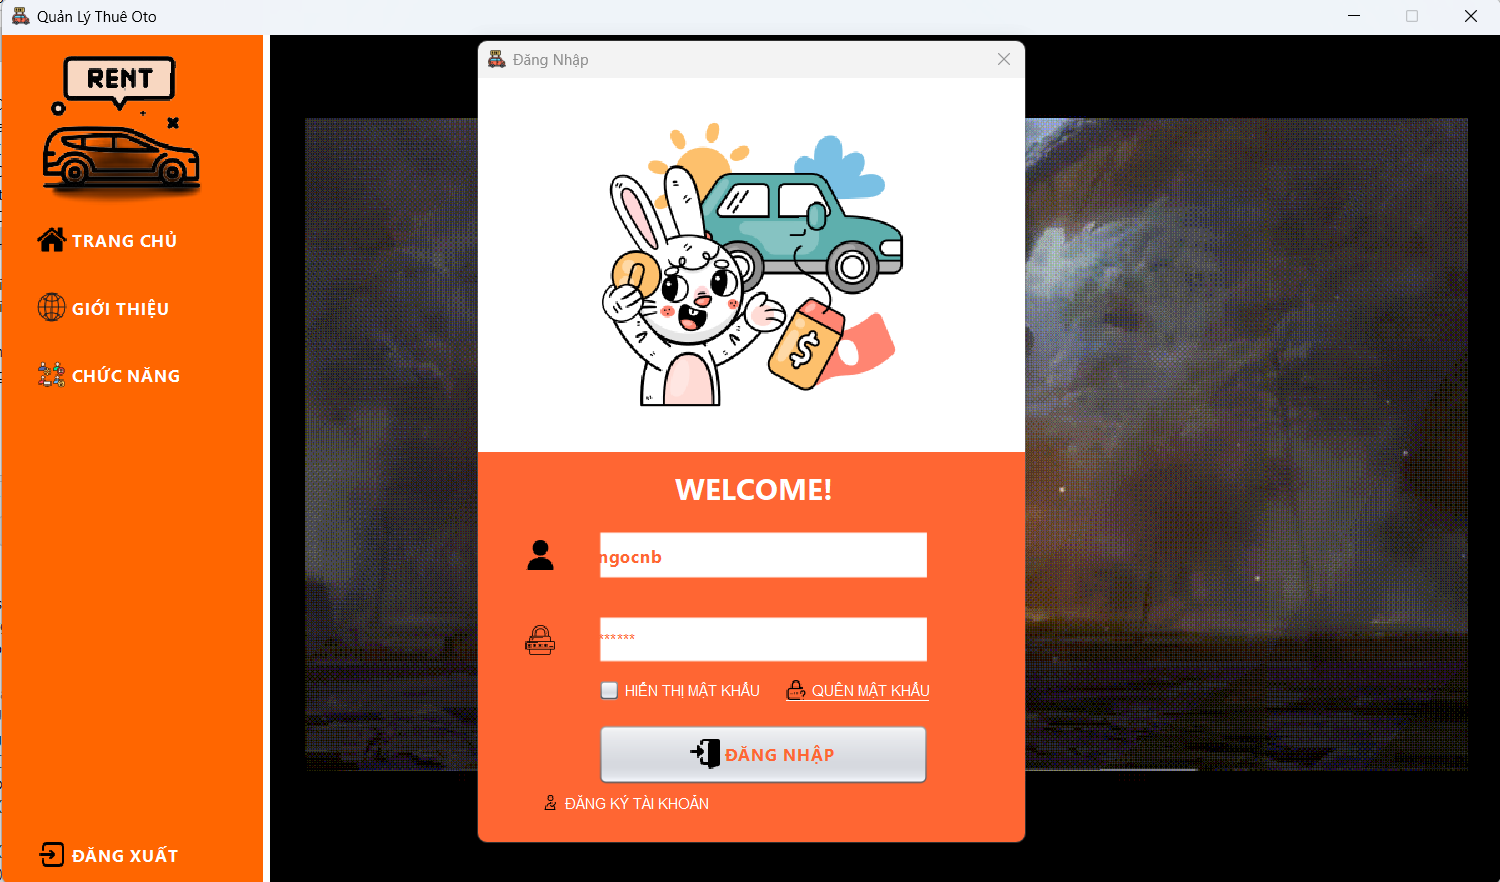 Quản Lý Thuê Oto
RENT
TRANG CHỦ
GIỚI THIỆU
CHỨC NĂNG
ĐĂNG XUẤT
Đăng Nhập
$
WELCOME!
ngocnb
******
HIỂN THỊ MẬT KHẨU
QUÊN MẬT KHẨU
ĐĂNG NHẬP
ĐĂNG KÝ TÀI KHOẢN